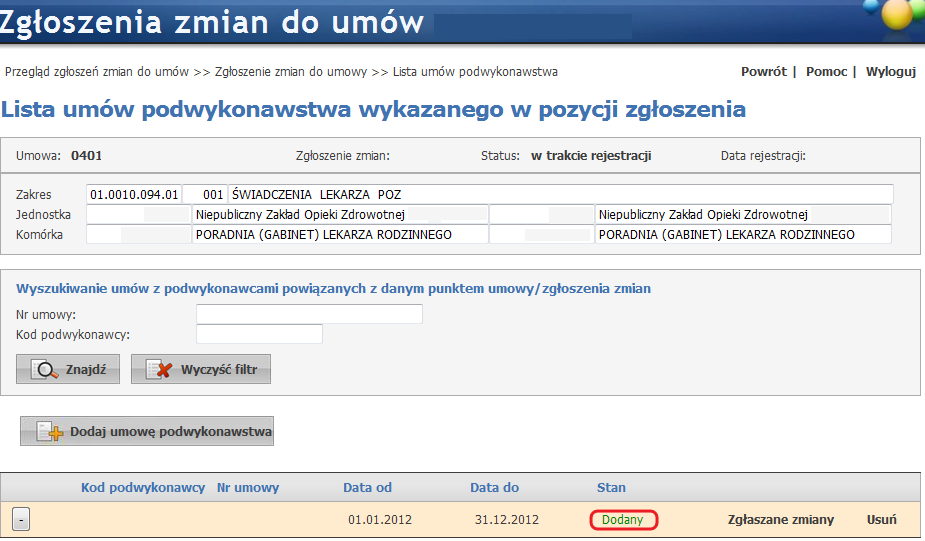 Zgłoszenia zmian do umów
Przegląd zgłoszeń zmian do umów >> Zgłoszenie zmian do umowy >> Lista umów podwykonawstwa Powrót | Pomoc | Wyloguj
Lista umów podwykonawstwa wykazanego w pozycji zgłoszenia
Umowa: 0401 Zgłoszenie zmian: Status: w trakcie rejestracji Data rejestracji:
Zakres 01.0010.094.01 001 ŚWIADCZENIA LEKARZA POZ
Jednostka Niepubliczny Zakład Opieki Zdrowotnej Niepubliczny Zakład Opieki Zdrowotnej
Komórka PORADNIA (GABINET) LEKARZA RODZINNEGO PORADNIA (GABINET) LEKARZA RODZINNEGO
Wyszukiwanie umów z podwykonawcami powiązanych z danym punktem umowy/zgłoszenia zmian
Nr umowy:
Kod podwykonawcy:
Znajdź Wyczyść filtr
Dodaj umowę podwykonawstwa
Kod podwykonawcy Nr umowy Data od Data do Stan
- 01.01.2012 31.12.2012 Dodany Zgłaszane zmiany Usuń